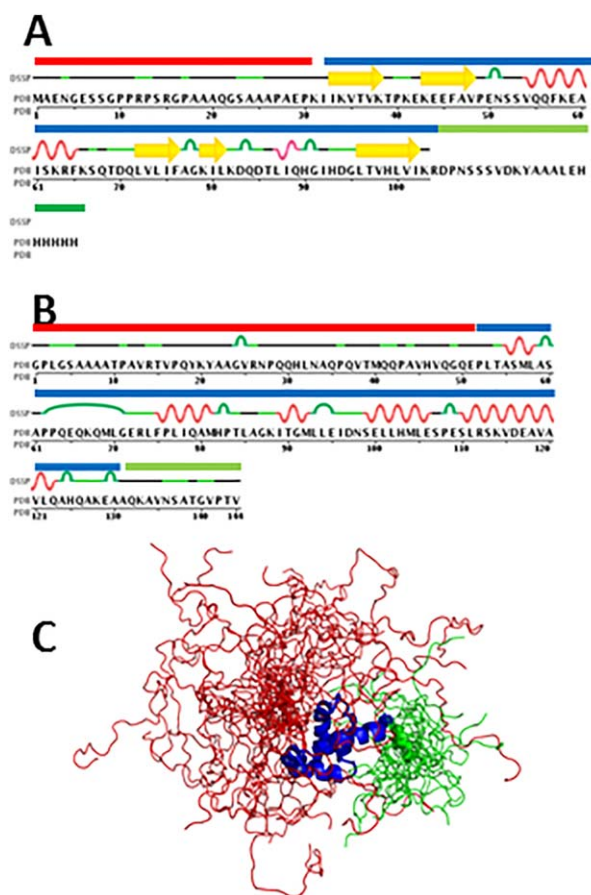 A
DSSP
PDB MAENGESSGPPRPSRGPAAAQGSAAAPAEPKIIKVTVKTPKEKEEFAVPENSSVQQFKEA
PDB 1 10 20 30 40 50 60
DSSP
PDB ISKRFKSQTDQLVLIFAGKILKDQDTLIQHGIHDGLTVHLVIKRDPNSSSVDKYAAALEH
PDB 61 70 80 90 100
DSSP
PDB HHHHH
PDB
B
DSSP
PDB GPLGSAAAATPAVRTVPQYKYAAGVRNPQQHLNAQPQVTMQQPAVHVQGQEPLTASMLAS
PDB 1 10 20 30 40 50 60
DSSP
PDB APPQEQKQMLGERLFPLIQAMHPTLAGKITGMLLEIDNSELLHMLESPESLRSKVDEAVA
PDB 61 70 80 90 100 110 120
DSSP
PDB VLQAHQAKEAAQKAVNSATGVPTV
PDB 121 130 140 144
C